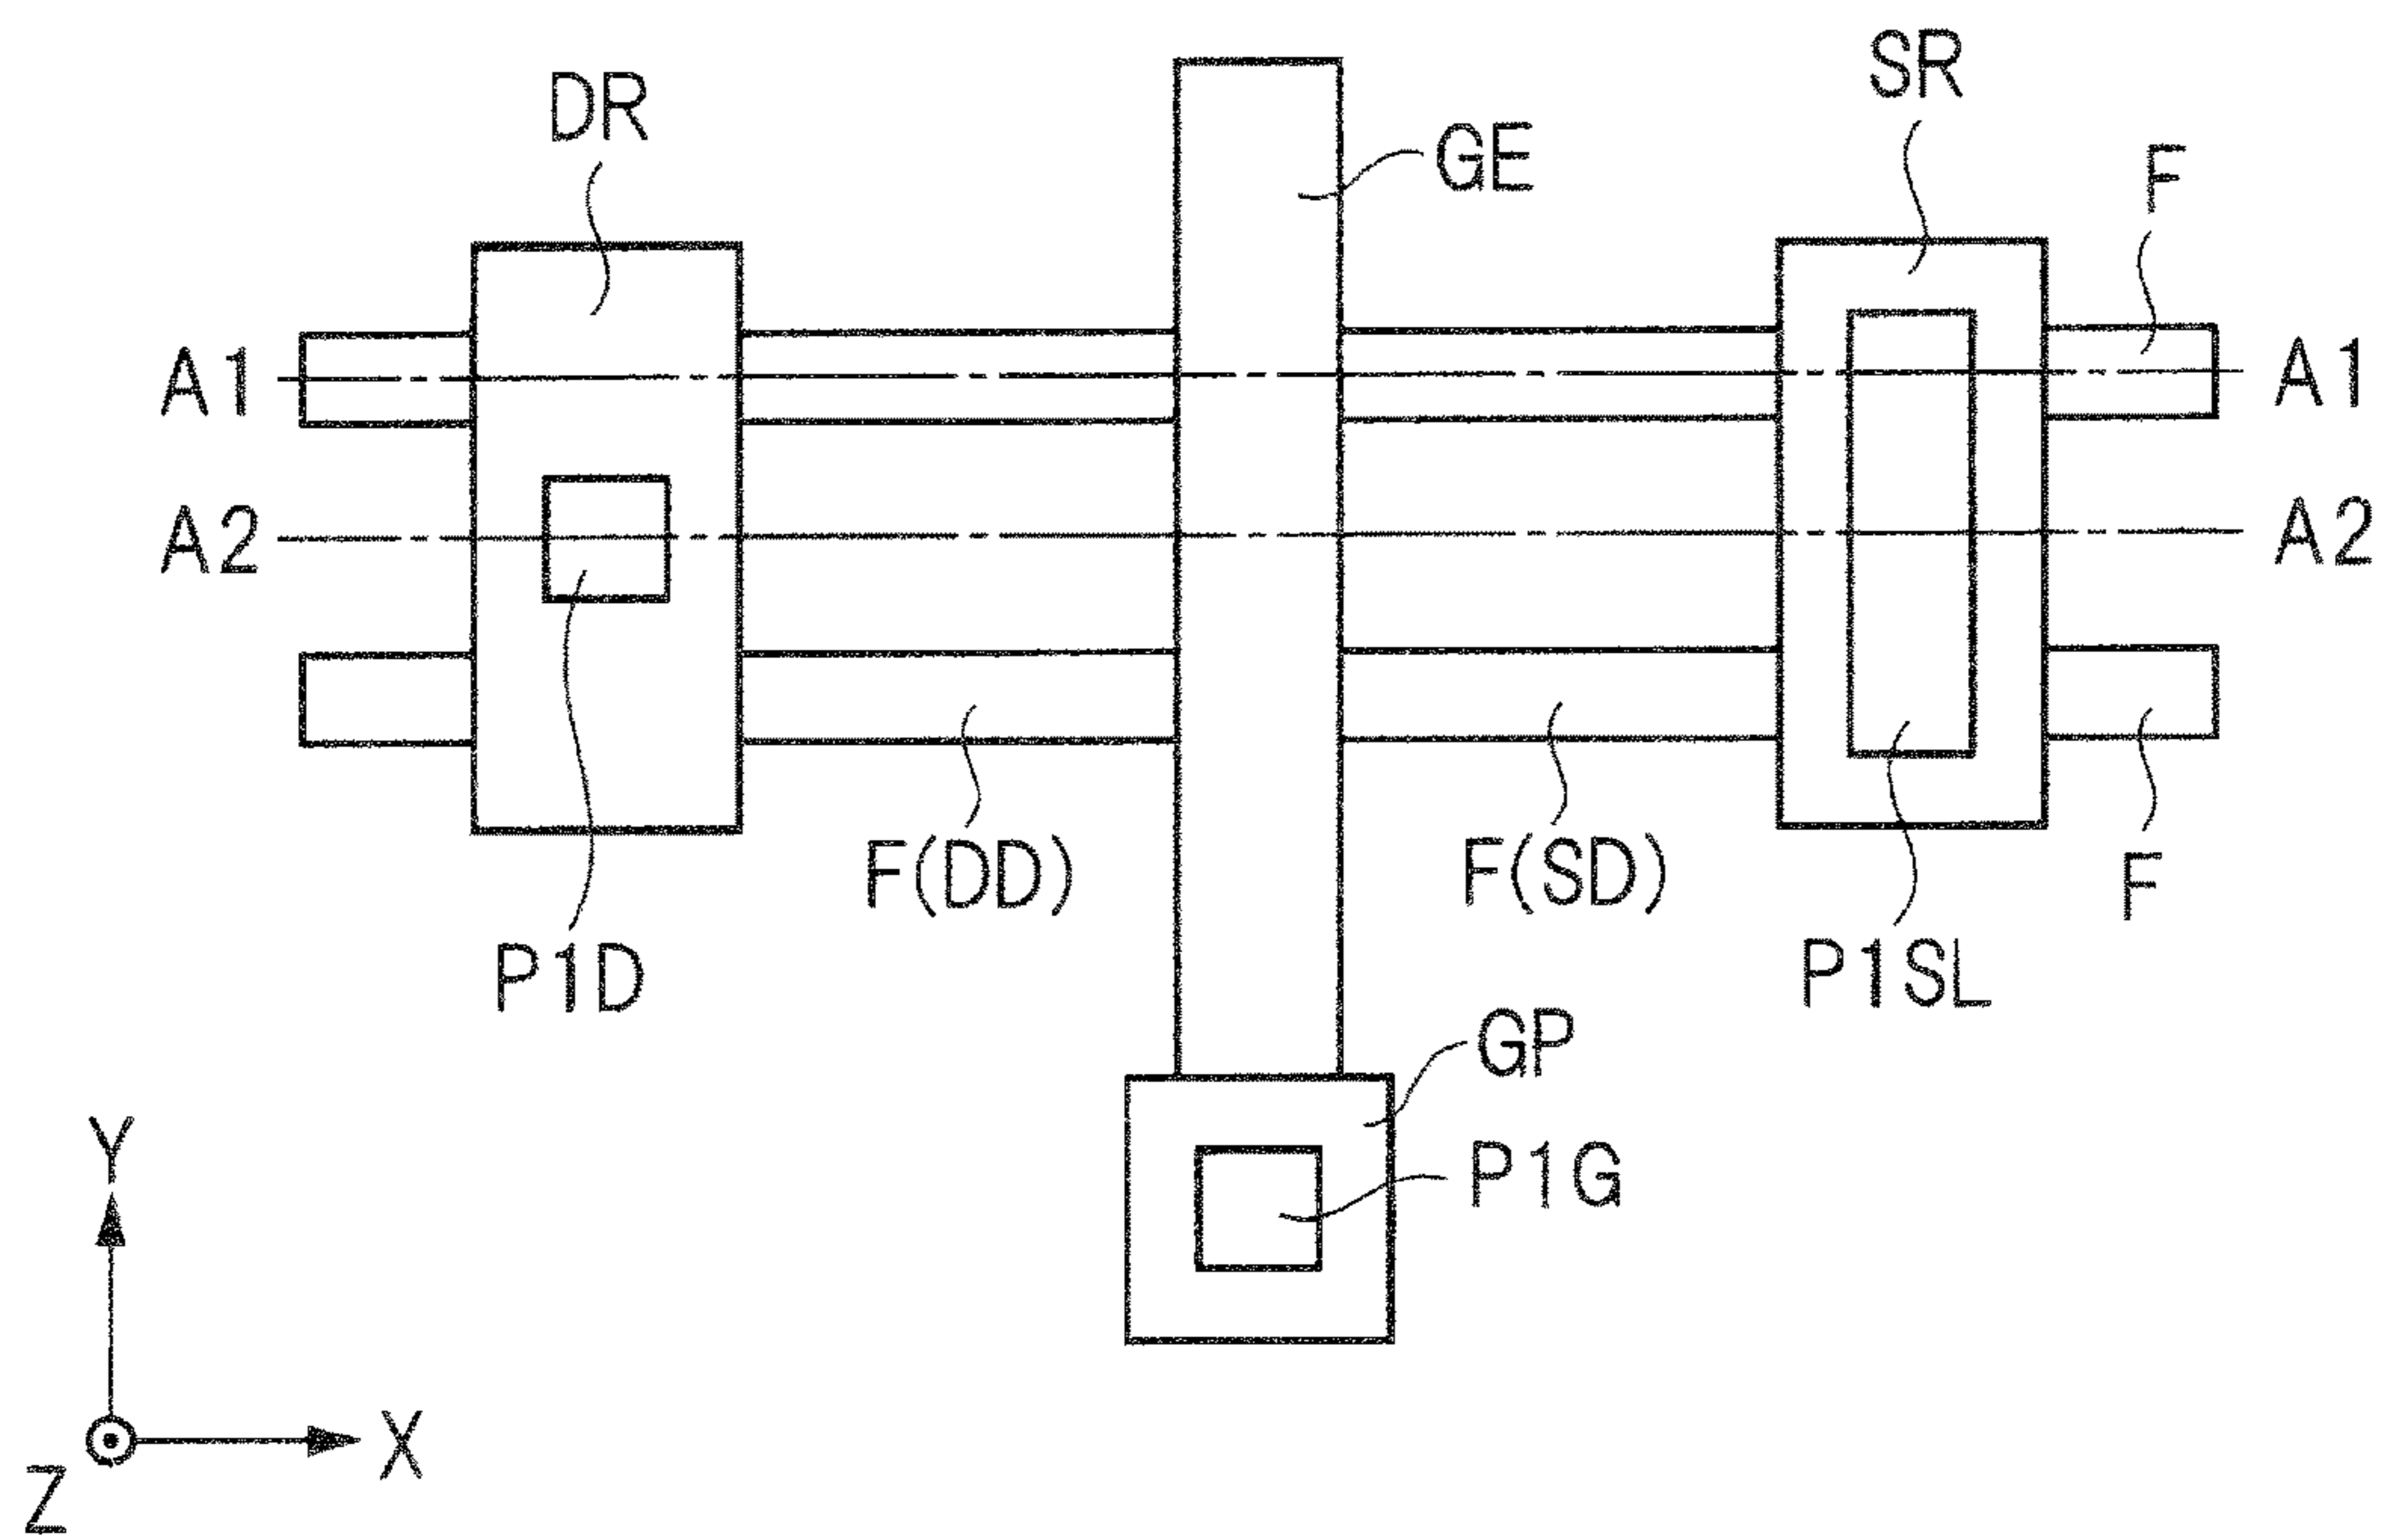 SR
DR
GE
F
A1 A1
A2 A2
F(DD) F(SD) F
P1D P1SL
GP
P1G
Y
X
Z